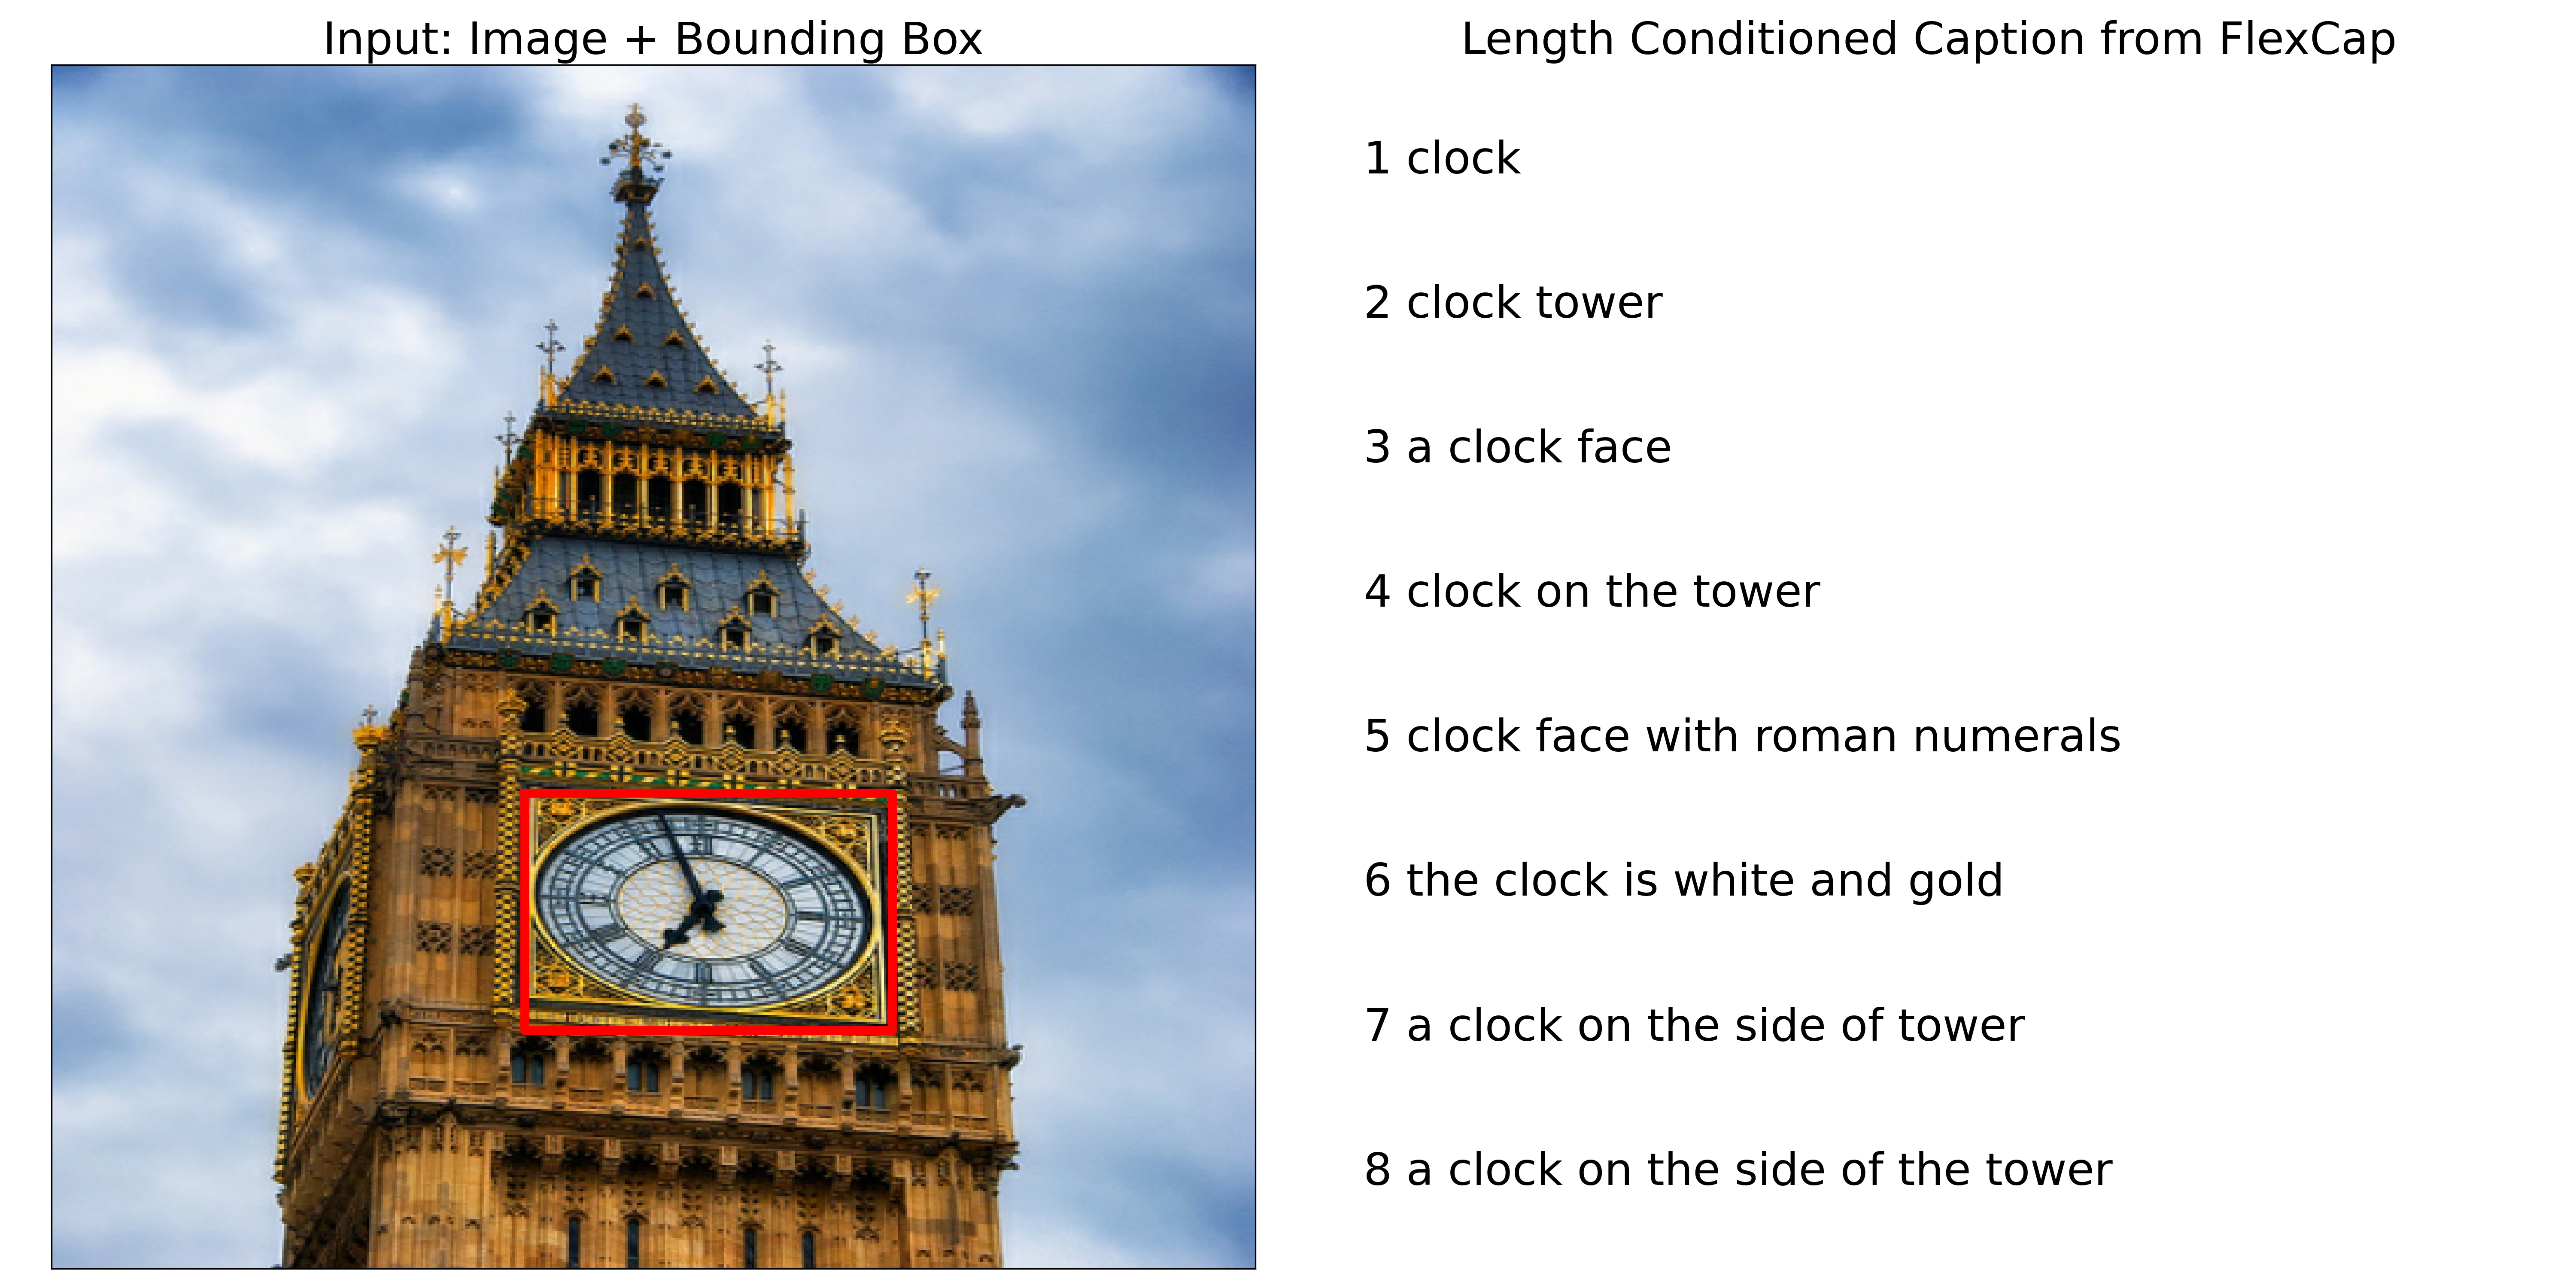 Input: Image + Bounding Box
Length Conditioned Caption from FlexCap
1 clock
2 clock tower
3 a clock face
4 clock on the tower
5 clock face with roman numerals
6 the clock is white and gold
7 a clock on the side of tower
8 a clock on the side of the tower